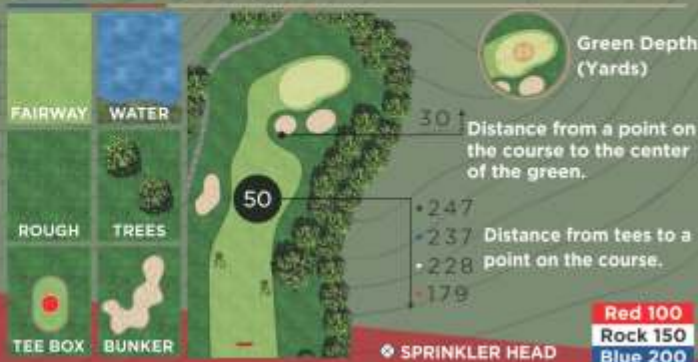 FAIRWAY
WATER
ROUGH
TREES
TEE BOX
BUNKER
50
Green Depth
(Yards)
30
Distance from a point on
the course to the center
of the green.
•247
•237
•228
•179
Distance from tees to a
point on the course.
SPRINKLER HEAD
Red 100
Rock 150
Blue 200